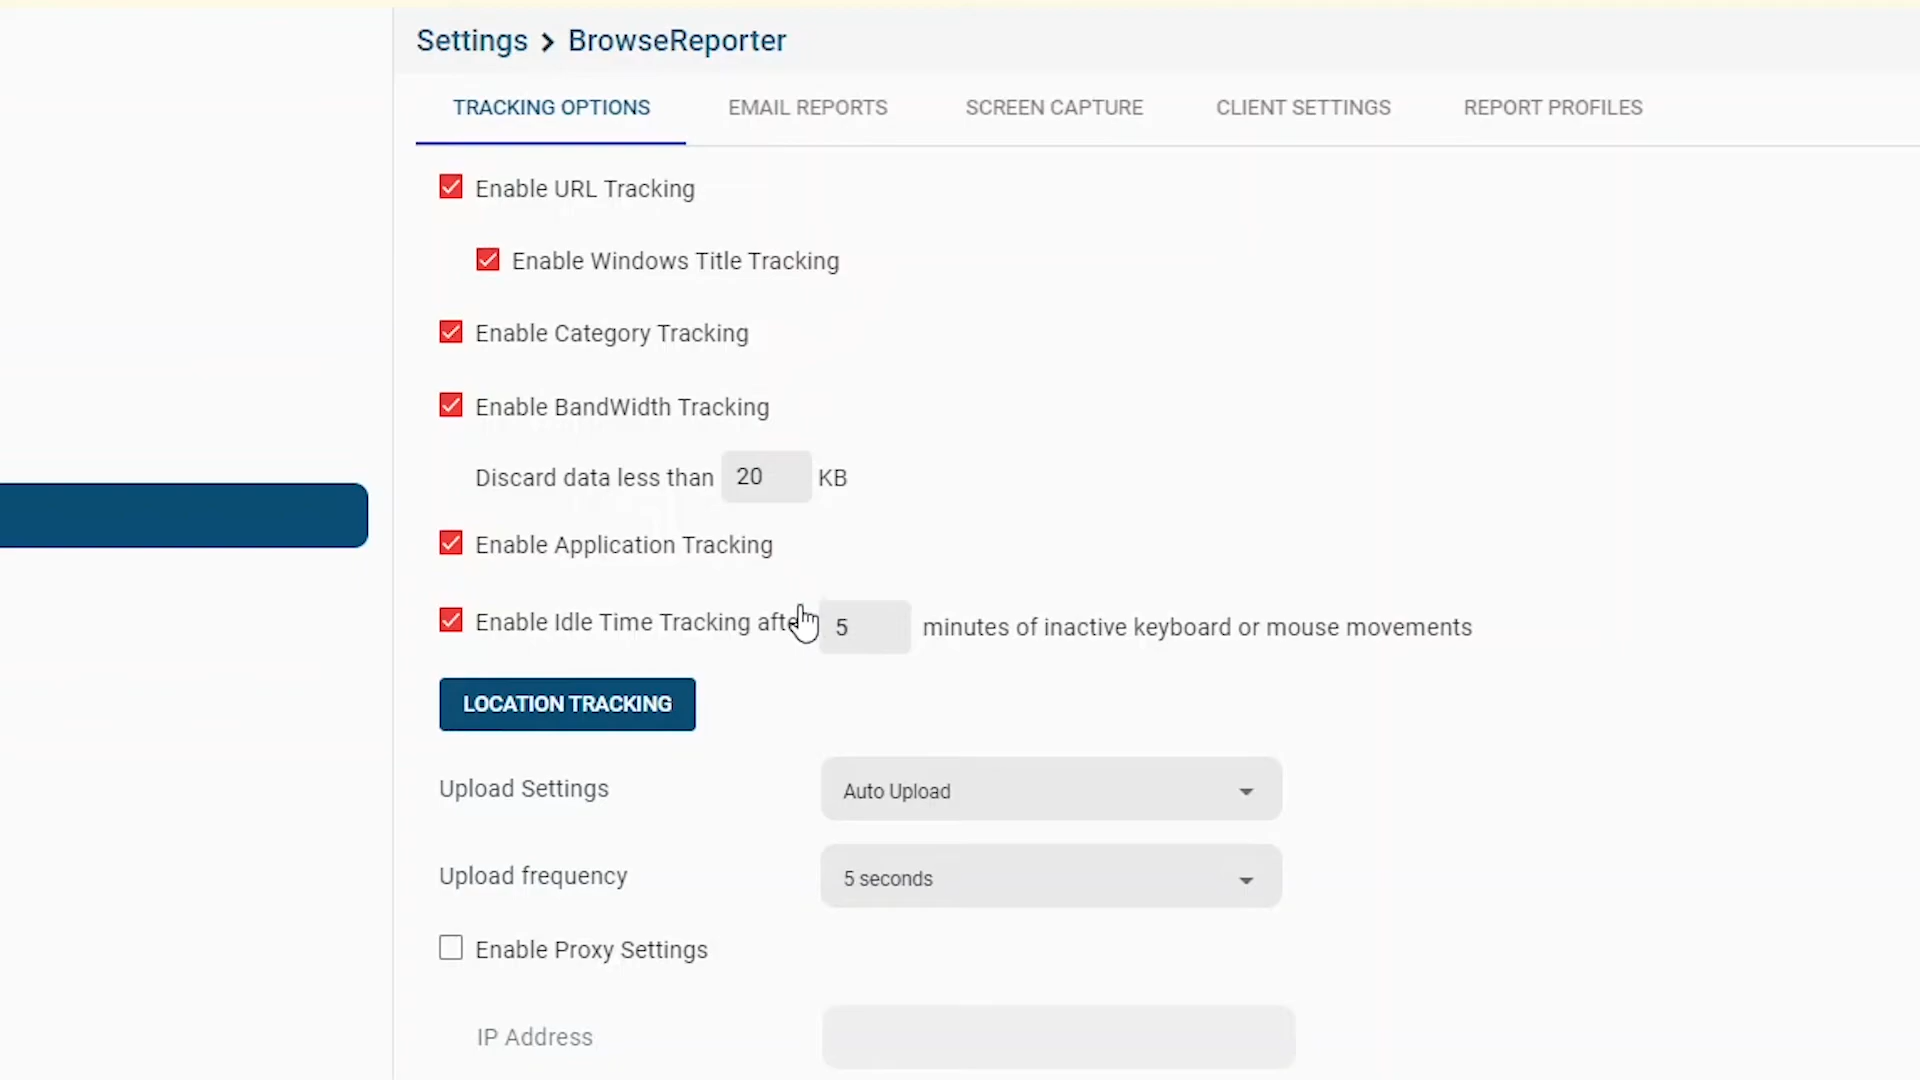 Settings > BrowseReporter
TRACKING OPTIONS EMAIL REPORTS SCREEN CAPTURE CLIENT SETTINGS REPORT PROFILES
Enable URL Tracking
Enable Windows Title Tracking
Enable Category Tracking
Enable BandWidth Tracking
Discard data less than 20 KB
Enable Application Tracking
Enable Idle Time Tracking after 5 minutes of inactive keyboard or mouse movements
LOCATION TRACKING
Upload Settings Auto Upload
Upload frequency 5 seconds
Enable Proxy Settings
IP Address